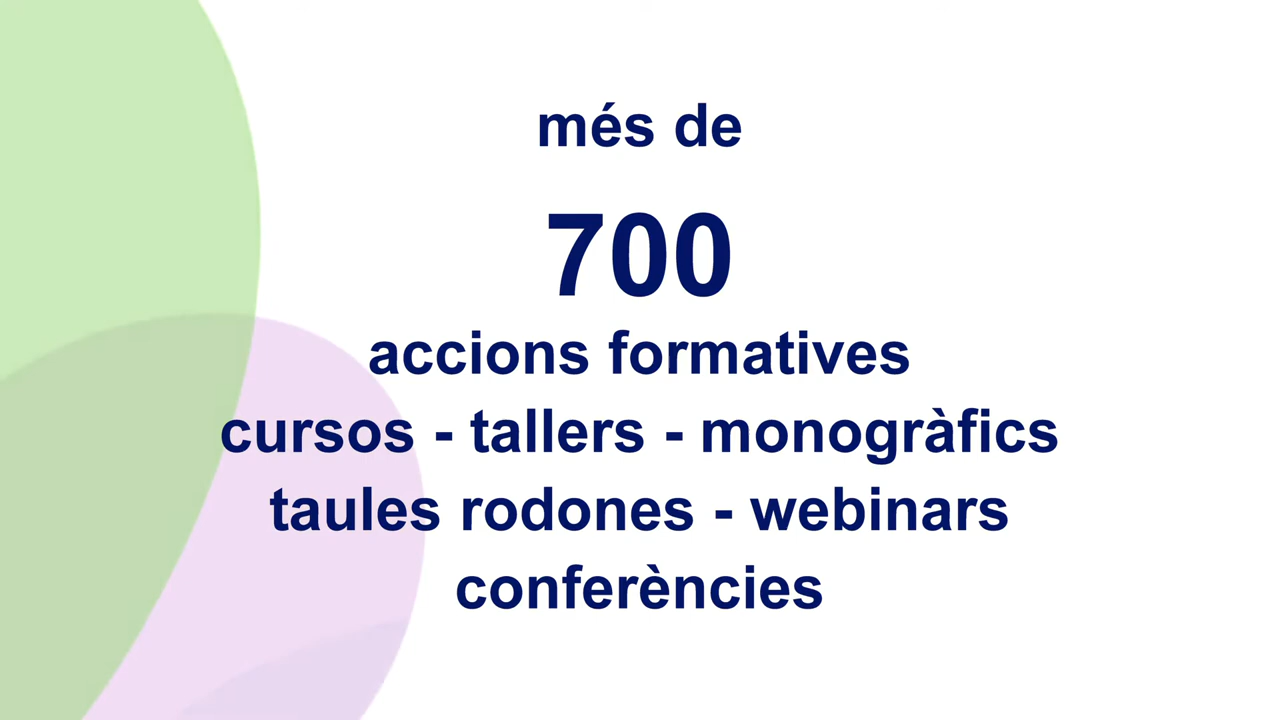 més de
700
accions formatives
cursos - tallers - monogràfics
taules rodones - webinars
conferències